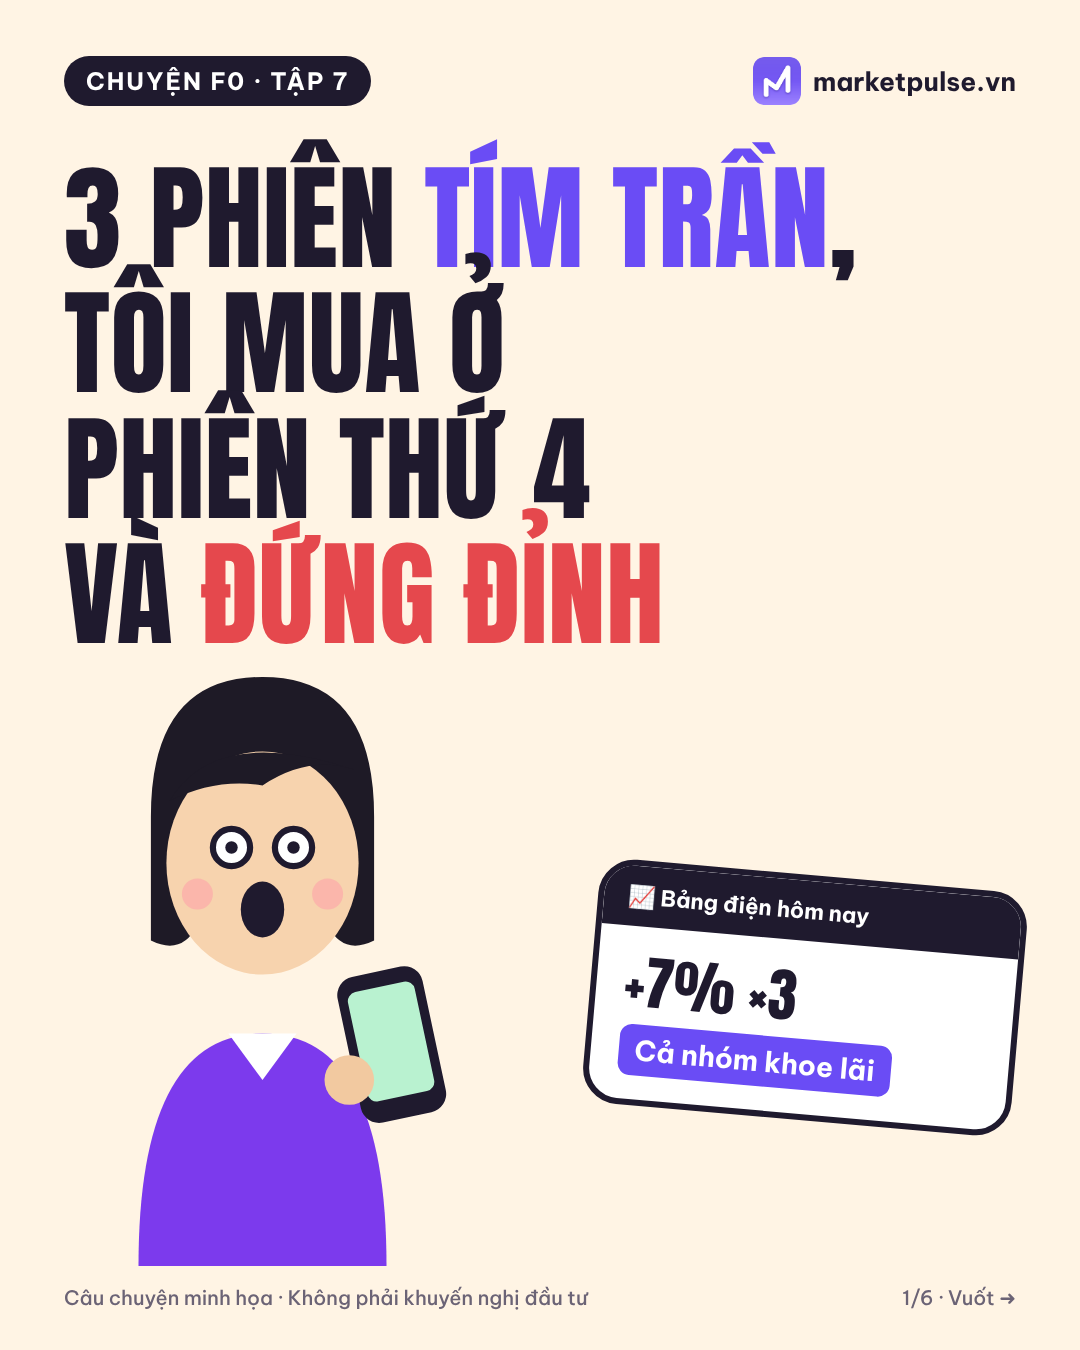 CHUYỆN F0 · TẬP 7
marketpulse.vn
3 PHIÊN TÍM TRẦN,
TÔI MUA Ở
PHIÊN THỨ 4
VÀ ĐỨNG ĐỈNH
📈 Bảng điện hôm nay
+7% ×3
Cả nhóm khoe lãi
Câu chuyện minh họa · Không phải khuyến nghị đầu tư
1/6 · Vuốt →